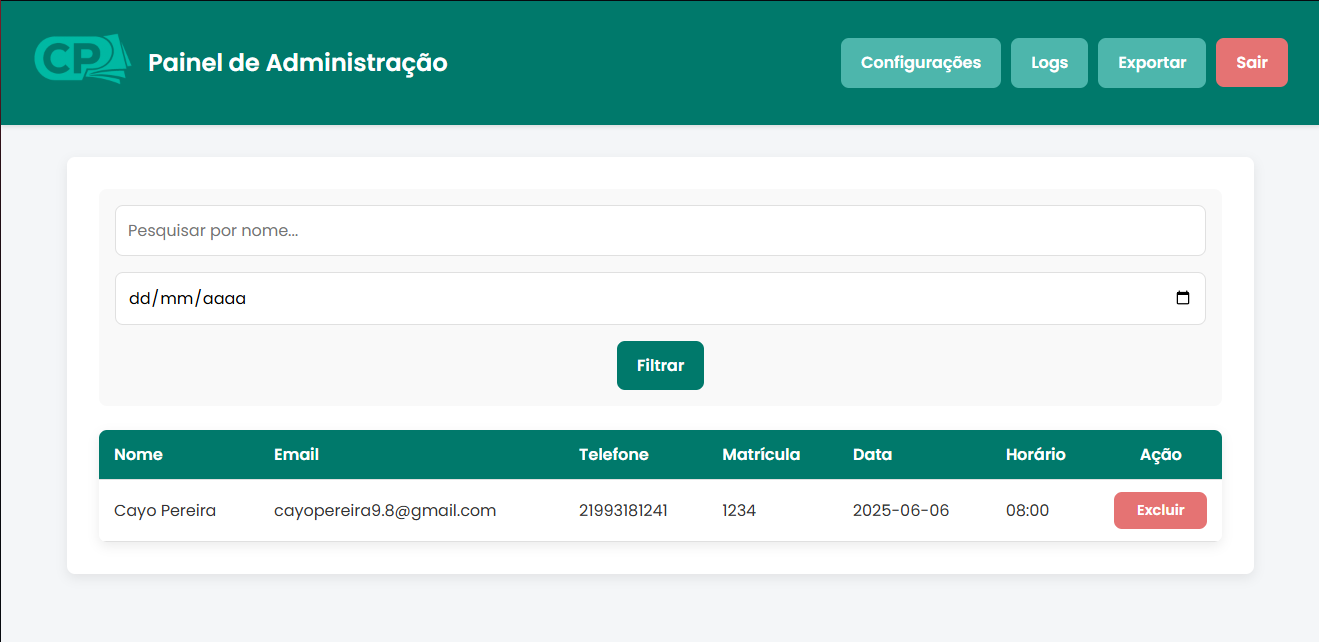 CP
Painel de Administração
Configurações
Logs
Exportar
Sair
Pesquisar por nome...
dd/mm/aaaa
Filtrar
Nome Email Telefone Matrícula Data Horário Ação
Cayo Pereira cayopereira9.8@gmail.com 21993181241 1234 2025-06-06 08:00 Excluir